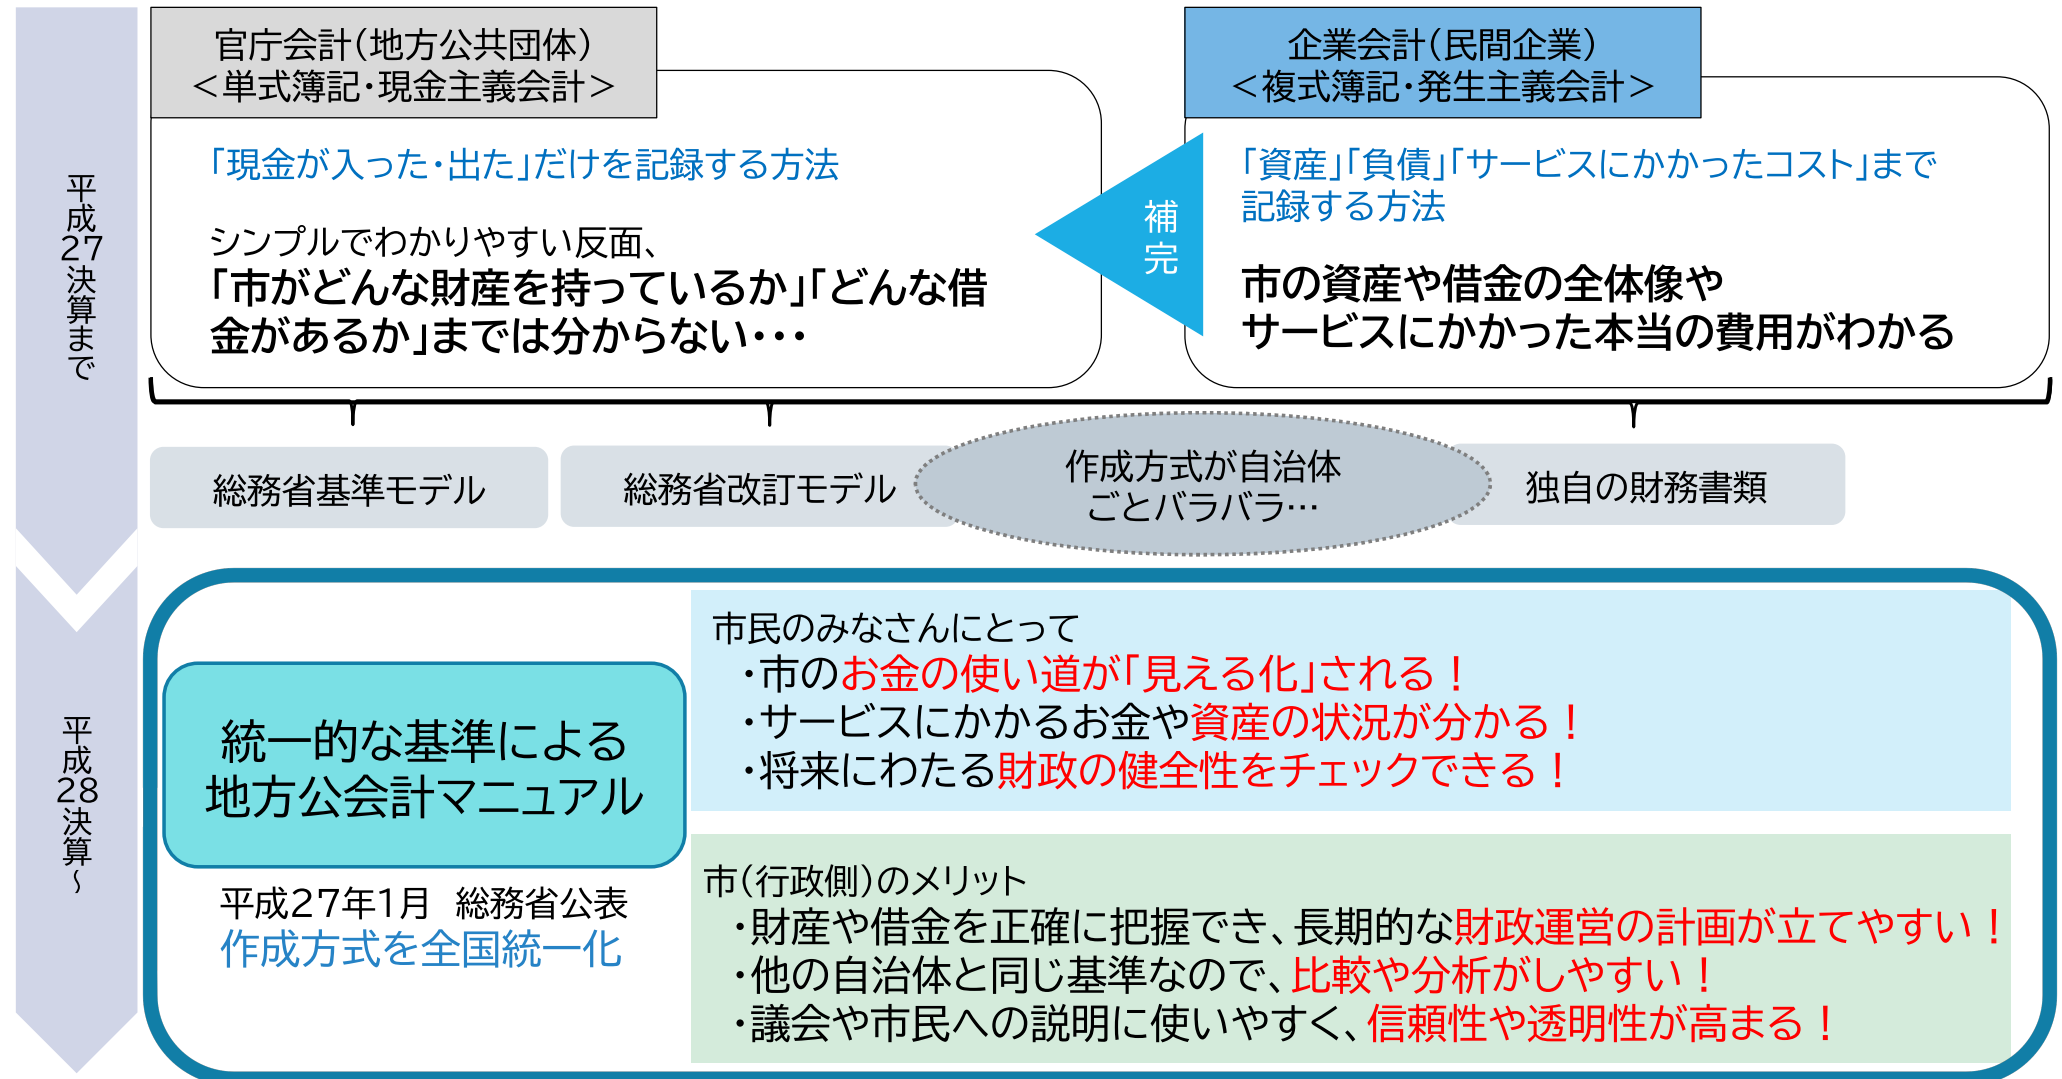 平成27決算まで
官庁会計(地方公共団体)
<単式簿記・現金主義会計>
「現金が入った・出た」だけを記録する方法
シンプルでわかりやすい反面、
「市がどんな財産を持っているか」「どんな借
金があるか」までは分からない・・・
補
完
企業会計(民間企業)
<複式簿記・発生主義会計>
「資産」「負債」「サービスにかかったコスト」まで
記録する方法
市の資産や借金の全体像や
サービスにかかった本当の費用がわかる
総務省基準モデル
総務省改訂モデル
作成方式が自治体
ごとバラバラ…
独自の財務書類
平成28決算~
統一的な基準による
地方公会計マニュアル
平成27年1月 総務省公表
作成方式を全国統一化
市民のみなさんにとって
・市のお金の使い道が「見える化」される!
・サービスにかかるお金や資産の状況が分かる!
・将来にわたる財政の健全性をチェックできる!
市(行政側)のメリット
・財産や借金を正確に把握でき、長期的な財政運営の計画が立てやすい!
・他の自治体と同じ基準なので、比較や分析がしやすい!
・議会や市民への説明に使いやすく、信頼性や透明性が高まる!